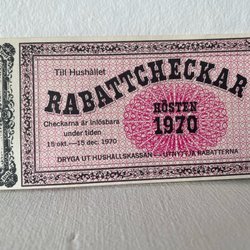 Till Hushållet
RABATTCHECKAR
HÖSTEN
1970
Checkarna är inlösbara
under tiden
15 okt.—15 dec. 1970
DRYGA UT HUSHÅLLSKASSAN — UTNYTTJA RABATTERNA